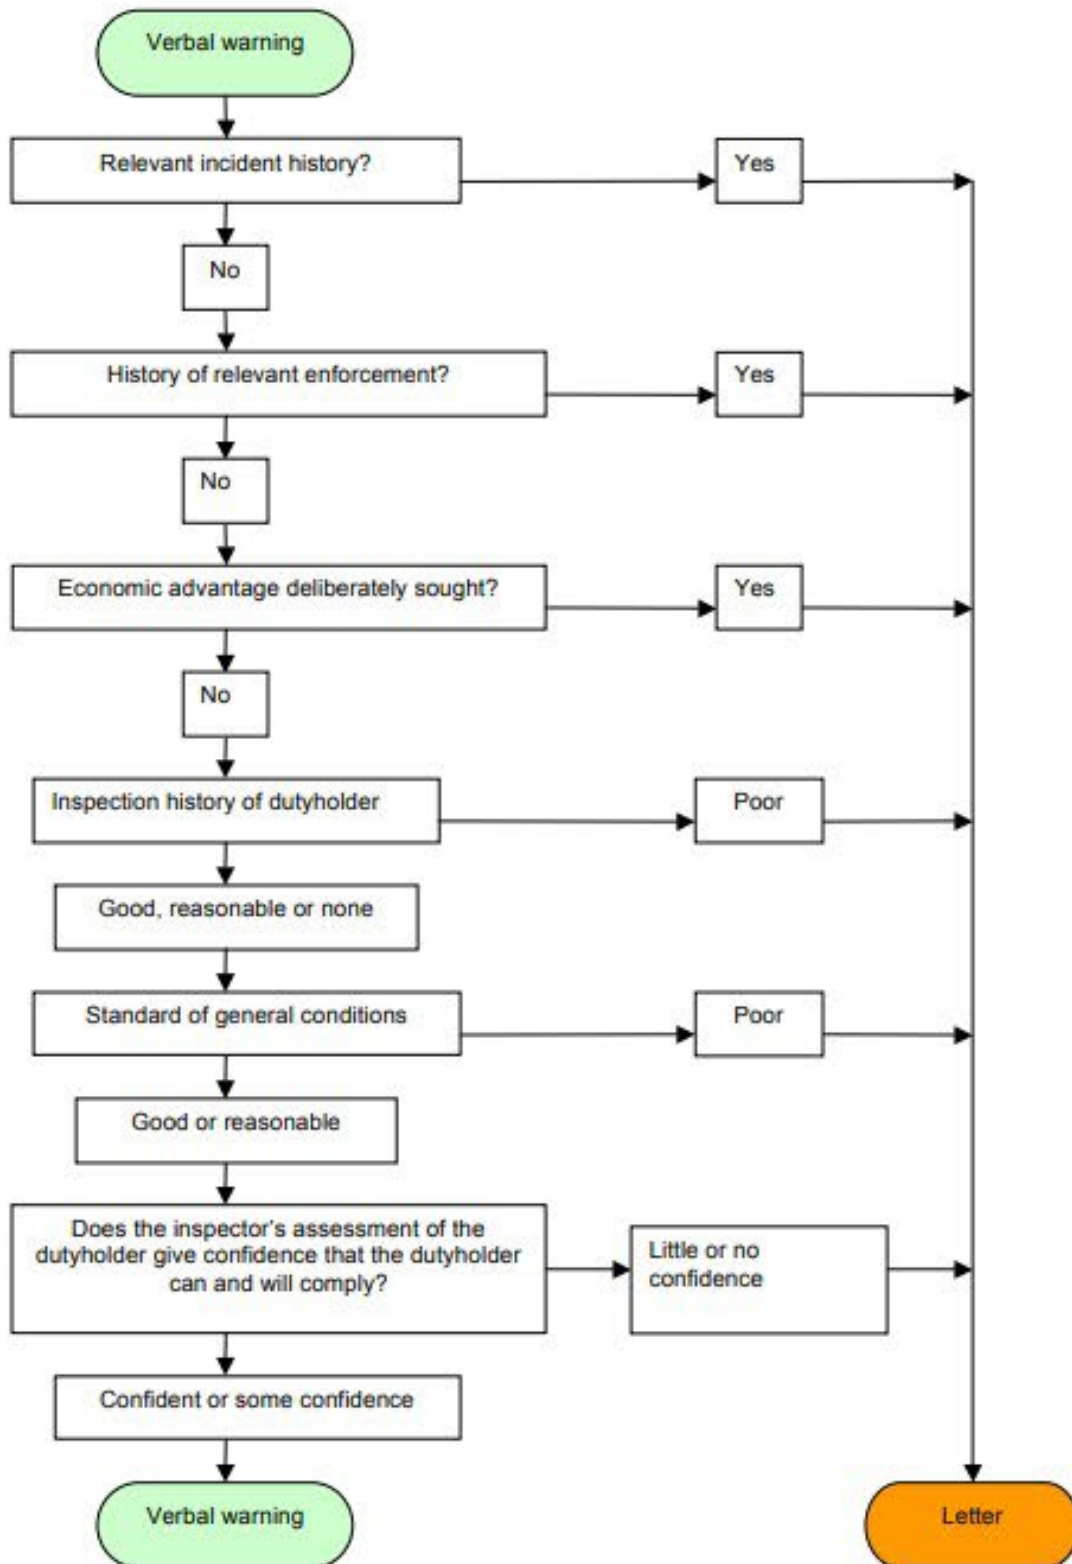 Verbal warning
Relevant incident history?
Yes
No
History of relevant enforcement?
Yes
No
Economic advantage deliberately sought?
Yes
No
Inspection history of dutyholder
Poor
Good, reasonable or none
Standard of general conditions
Poor
Good or reasonable
Does the inspector's assessment of the
dutyholder give confidence that the dutyholder
can and will comply?
Little or no
confidence
Confident or some confidence
Verbal warning
Letter